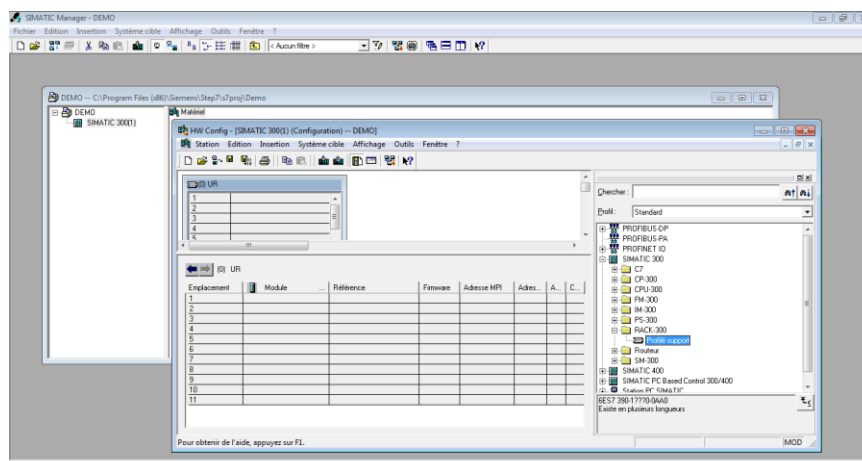 SIMATIC Manager - DEMO
Fichier Edition Insertion Système cible Affichage Outils Fenêtre ?
< Aucun filtre >
DEMO -- C:\Program Files (x86)\Siemens\Step7\s7proj\Demo
DEMO
SIMATIC 300(1)
Matériel
HW Config - [SIMATIC 300(1) (Configuration) -- DEMO]
Station Edition Insertion Système cible Affichage Outils Fenêtre ?
(0) UR
1
2
3
4
5
(0) UR
Emplacement Module ... Référence Firmware Adresse MPI Adres... A... C...
1
2
3
4
5
6
7
8
9
10
11
Chercher :
Profil : Standard
PROFIBUS-DP
PROFIBUS-PA
PROFINET IO
SIMATIC 300
C7
CP-300
CPU-300
FM-300
IM-300
PS-300
RACK-300
Profilé support
Routeur
SM-300
SIMATIC 400
SIMATIC PC Based Control 300/400
Station PC SIMATIC
6ES7 390-1???0-0AA0
Existe en plusieurs longueurs
Pour obtenir de l'aide, appuyez sur F1.
MOD